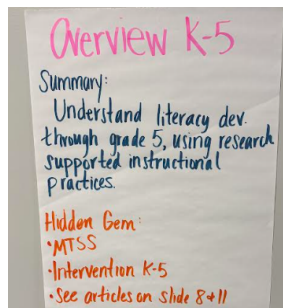 Overview K-5
Summary:
Understand literacy dev.
through grade 5, using research
supported instructional
practices.
Hidden Gem:
•MTSS
•Intervention K-5
•See articles on slide 8+11